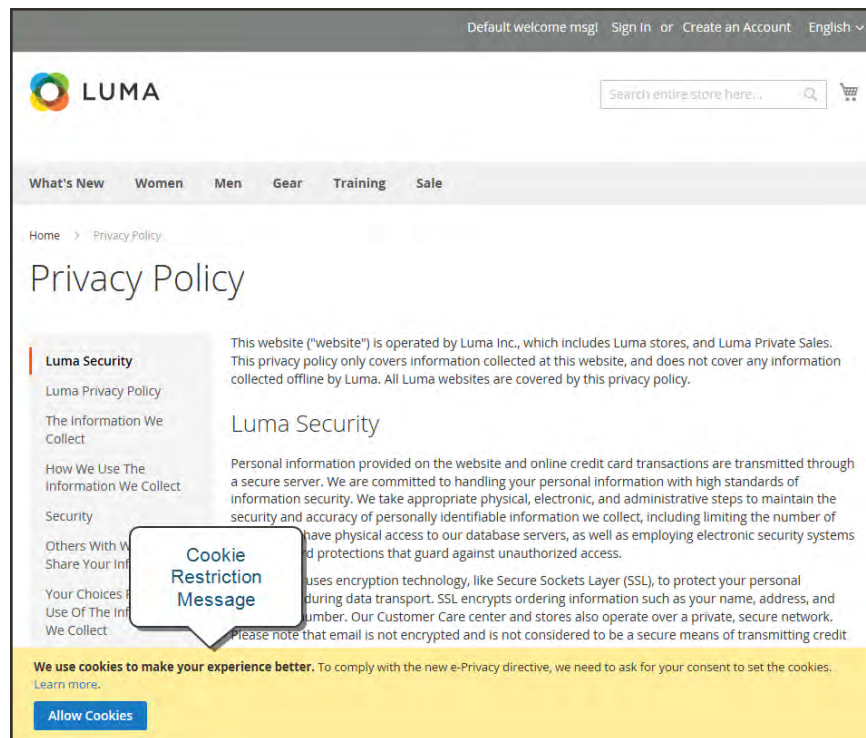 Default welcome msg! Sign In or Create an Account English
LUMA
Search entire store here...
What's New Women Men Gear Training Sale
Home > Privacy Policy
Privacy Policy
Luma Security
Luma Privacy Policy
The Information We
Collect
How We Use The
Information We Collect
Security
Others With W
Share Your Inf
Your Choices
Use Of The Inf
We Collect
This website ("website") is operated by Luma Inc., which includes Luma stores, and Luma Private Sales.
This privacy policy only covers information collected at this website, and does not cover any information
collected offline by Luma. All Luma websites are covered by this privacy policy.
Luma Security
Personal information provided on the website and online credit card transactions are transmitted through
a secure server. We are committed to handling your personal information with high standards of
information security. We take appropriate physical, electronic, and administrative steps to maintain the
security and accuracy of personally identifiable information we collect, including limiting the number of
have physical access to our database servers, as well as employing electronic security systems
d protections that guard against unauthorized access.
uses encryption technology, like Secure Sockets Layer (SSL), to protect your personal
during data transport. SSL encrypts ordering information such as your name, address, and
umber. Our Customer Care center and stores also operate over a private, secure network.
Please note that email is not encrypted and is not considered to be a secure means of transmitting credit
Cookie
Restriction
Message
We use cookies to make your experience better. To comply with the new e-Privacy directive, we need to ask for your consent to set the cookies.
Learn more.
Allow Cookies